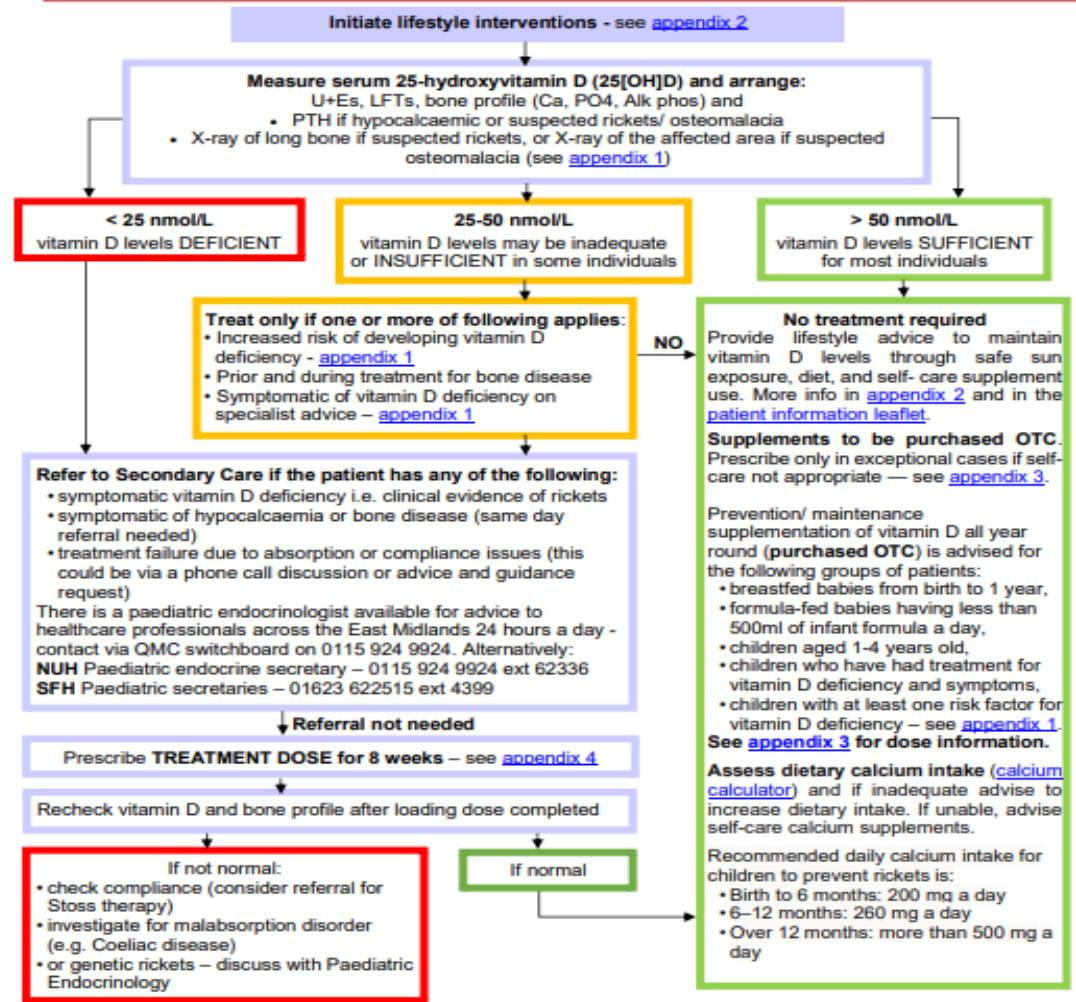 Initiate lifestyle interventions - see appendix 2
Measure serum 25-hydroxyvitamin D (25[OH]D) and arrange:
U+Es, LFTs, bone profile (Ca, PO4, Alk phos) and
• PTH if hypocalcaemic or suspected rickets/ osteomalacia
• X-ray of long bone if suspected rickets, or X-ray of the affected area if suspected
osteomalacia (see appendix 1)
< 25 nmol/L
vitamin D levels DEFICIENT
25-50 nmol/L
vitamin D levels may be inadequate
or INSUFFICIENT in some individuals
> 50 nmol/L
vitamin D levels SUFFICIENT
for most individuals
Treat only if one or more of following applies:
• Increased risk of developing vitamin D
deficiency - appendix 1
• Prior and during treatment for bone disease
• Symptomatic of vitamin D deficiency on
specialist advice – appendix 1
NO
No treatment required
Provide lifestyle advice to maintain
vitamin D levels through safe sun
exposure, diet, and self- care supplement
use. More info in appendix 2 and in the
patient information leaflet.
Supplements to be purchased OTC.
Prescribe only in exceptional cases if self-
care not appropriate — see appendix 3.
Prevention/ maintenance
supplementation of vitamin D all year
round (purchased OTC) is advised for
the following groups of patients:
• breastfed babies from birth to 1 year,
• formula-fed babies having less than
500ml of infant formula a day,
• children aged 1-4 years old,
• children who have had treatment for
vitamin D deficiency and symptoms,
• children with at least one risk factor for
vitamin D deficiency – see appendix 1.
See appendix 3 for dose information.
Assess dietary calcium intake (calcium
calculator) and if inadequate advise to
increase dietary intake. If unable, advise
self-care calcium supplements.
Recommended daily calcium intake for
children to prevent rickets is:
• Birth to 6 months: 200 mg a day
• 6–12 months: 260 mg a day
• Over 12 months: more than 500 mg a
day
Refer to Secondary Care if the patient has any of the following:
• symptomatic vitamin D deficiency i.e. clinical evidence of rickets
• symptomatic of hypocalcaemia or bone disease (same day
referral needed)
• treatment failure due to absorption or compliance issues (this
could be via a phone call discussion or advice and guidance
request)
There is a paediatric endocrinologist available for advice to
healthcare professionals across the East Midlands 24 hours a day -
contact via QMC switchboard on 0115 924 9924. Alternatively:
NUH Paediatric endocrine secretary – 0115 924 9924 ext 62336
SFH Paediatric secretaries – 01623 622515 ext 4399
Referral not needed
Prescribe TREATMENT DOSE for 8 weeks – see appendix 4
Recheck vitamin D and bone profile after loading dose completed
If not normal:
• check compliance (consider referral for
Stoss therapy)
• investigate for malabsorption disorder
(e.g. Coeliac disease)
• or genetic rickets – discuss with Paediatric
Endocrinology
If normal